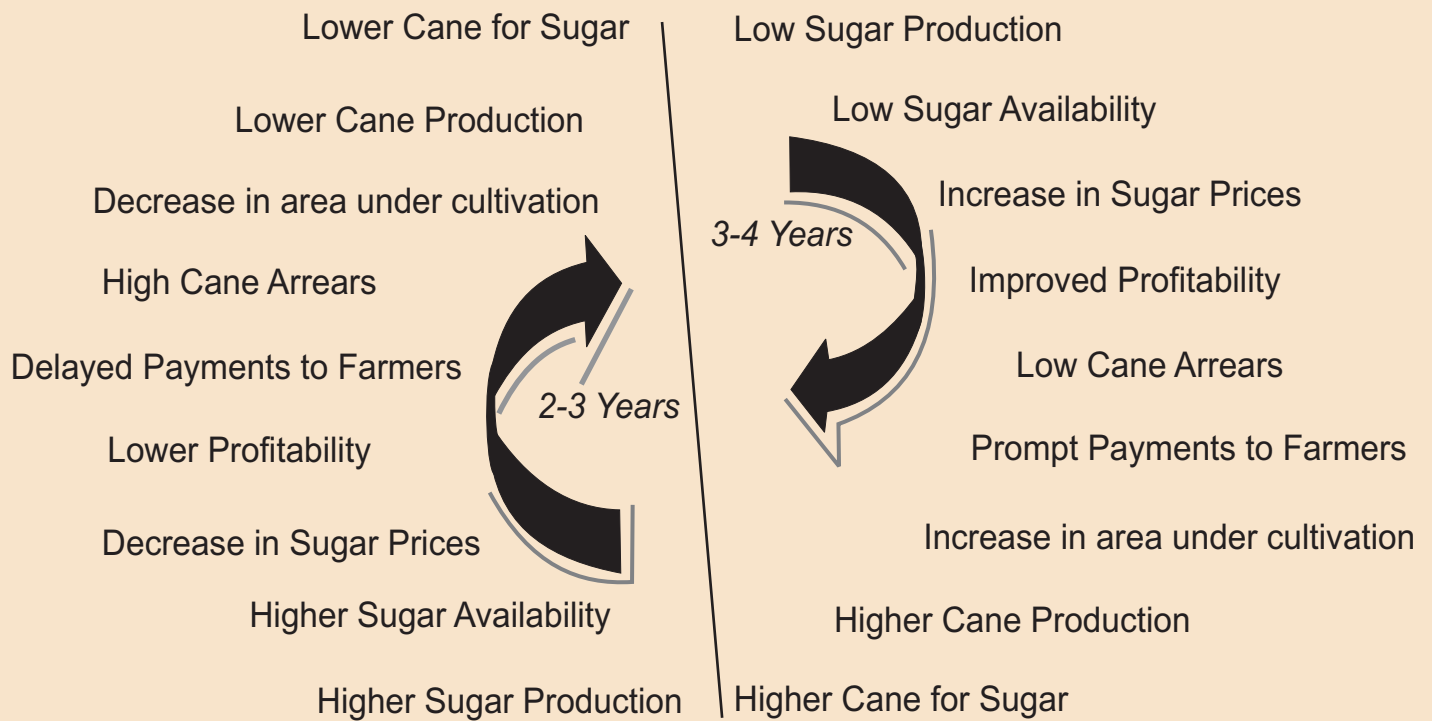 Lower Cane for Sugar
Lower Cane Production
Decrease in area under cultivation
High Cane Arrears
Delayed Payments to Farmers
Lower Profitability
Decrease in Sugar Prices
Higher Sugar Availability
Higher Sugar Production
2-3 Years
Low Sugar Production
Low Sugar Availability
Increase in Sugar Prices
3-4 Years
Improved Profitability
Low Cane Arrears
Prompt Payments to Farmers
Increase in area under cultivation
Higher Cane Production
Higher Cane for Sugar